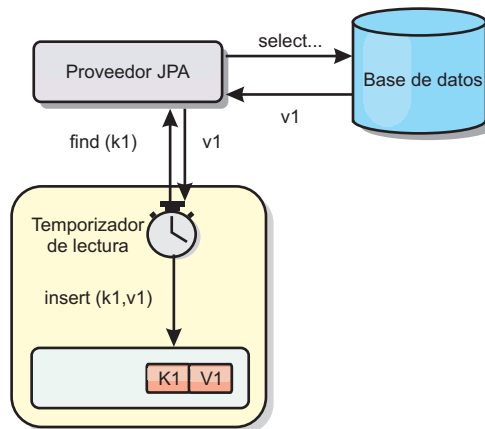 select...
Proveedor JPA
Base de datos
v1
find (k1)
v1
Temporizador
de lectura
insert (k1,v1)
K1 V1